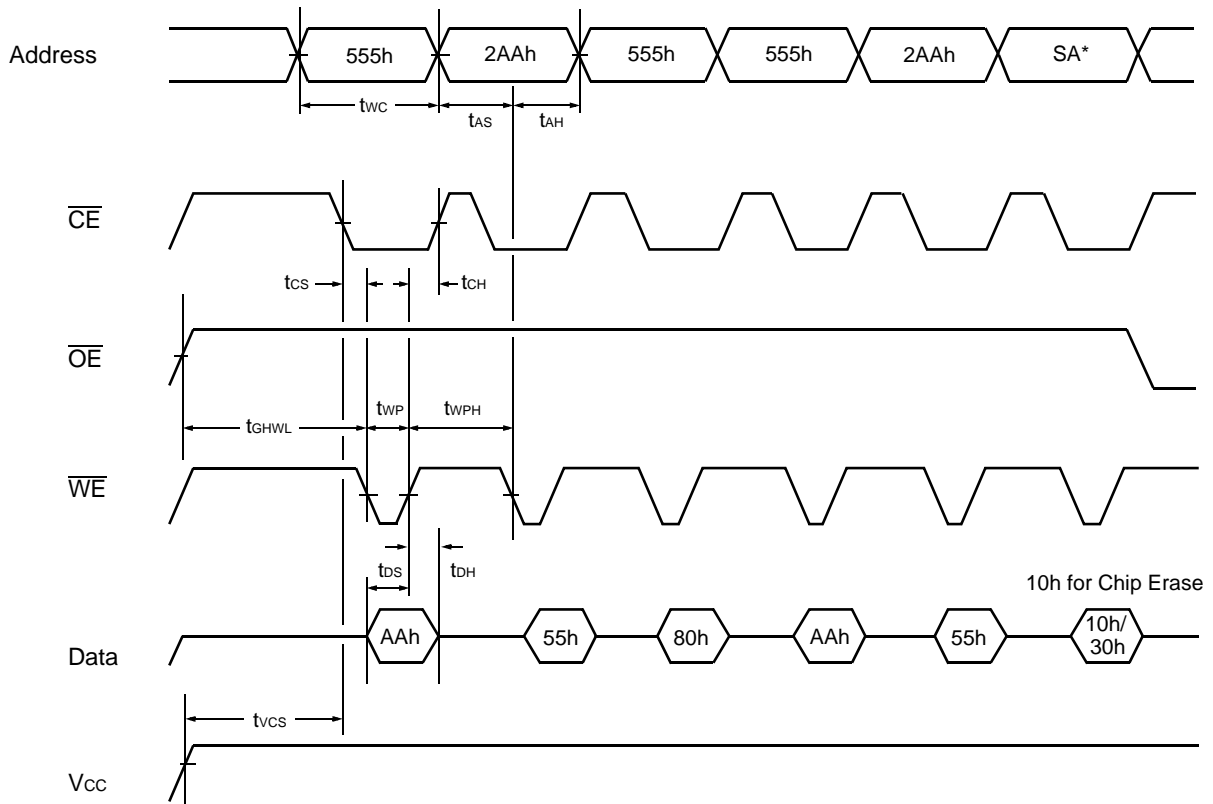 Address 555h 2AAh 555h 555h 2AAh SA*
tWC tAS tAH
CE
tCS tCH
OE
tGHWL tWP tWPH
WE
tDS tDH
10h for Chip Erase
Data AAh 55h 80h AAh 55h 10h/
30h
tVCS
VCC